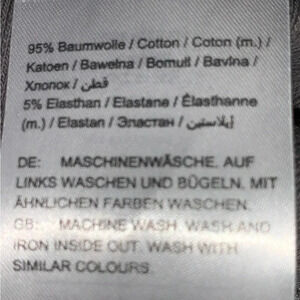 95% Baumwolle / Cotton / Coton (m.) /
Katoen / Bawełna / Bomull / Bavlna /
Хлопок / قطن
5% Elasthan / Elastane / Élasthanne
(m.) / Elastan / Эластан / إيلاستين
DE: MASCHINENWÄSCHE. AUF
LINKS WASCHEN UND BÜGELN. MIT
ÄHNLICHEN FARBEN WASCHEN.
GB: MACHINE WASH. WASH AND
IRON INSIDE OUT. WASH WITH
SIMILAR COLOURS.